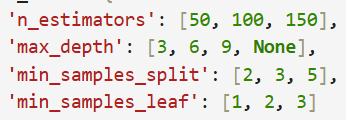 'n_estimators': [50, 100, 150],
'max_depth': [3, 6, 9, None],
'min_samples_split': [2, 3, 5],
'min_samples_leaf': [1, 2, 3]